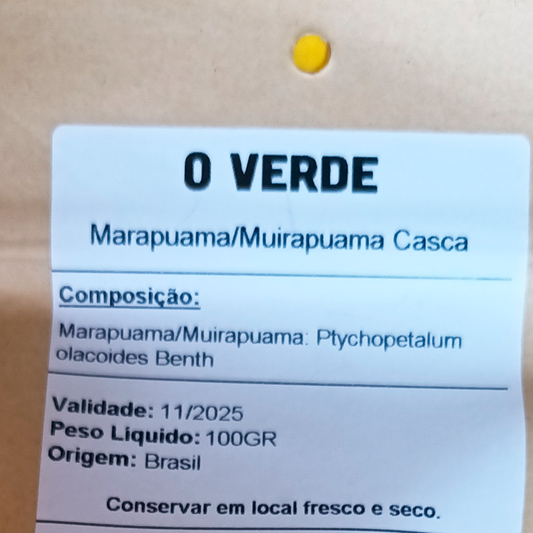 O VERDE
Marapuama/Muirapuama Casca
Composição:
Marapuama/Muirapuama: Ptychopetalum
olacoides Benth
Validade: 11/2025
Peso Líquido: 100GR
Origem: Brasil
Conservar em local fresco e seco.